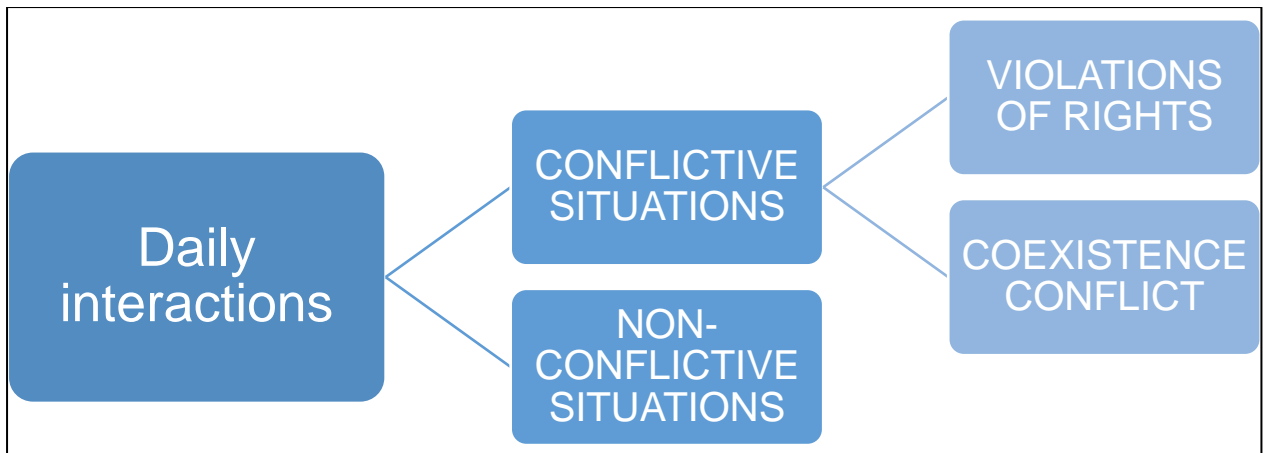 Daily
interactions
CONFLICTIVE
SITUATIONS
NON-
CONFLICTIVE
SITUATIONS
VIOLATIONS
OF RIGHTS
COEXISTENCE
CONFLICT